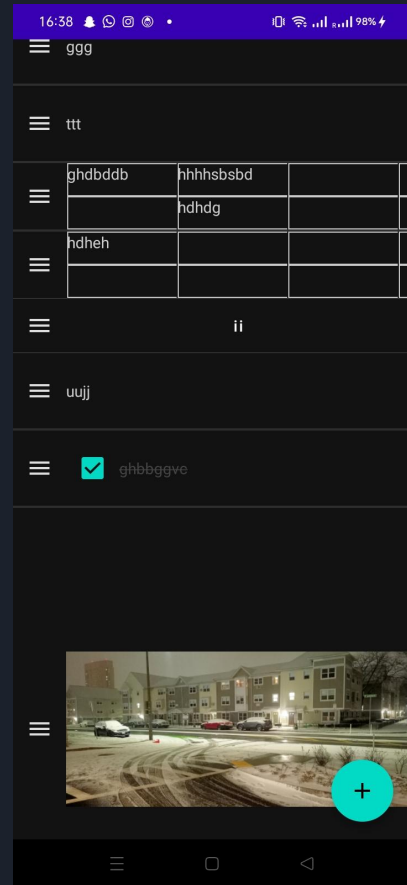 16:38 98%
ggg
ttt
ghdbddb hhhhsbsbd
hdhdg
hdheh
ii
uujj
ghbbggvc